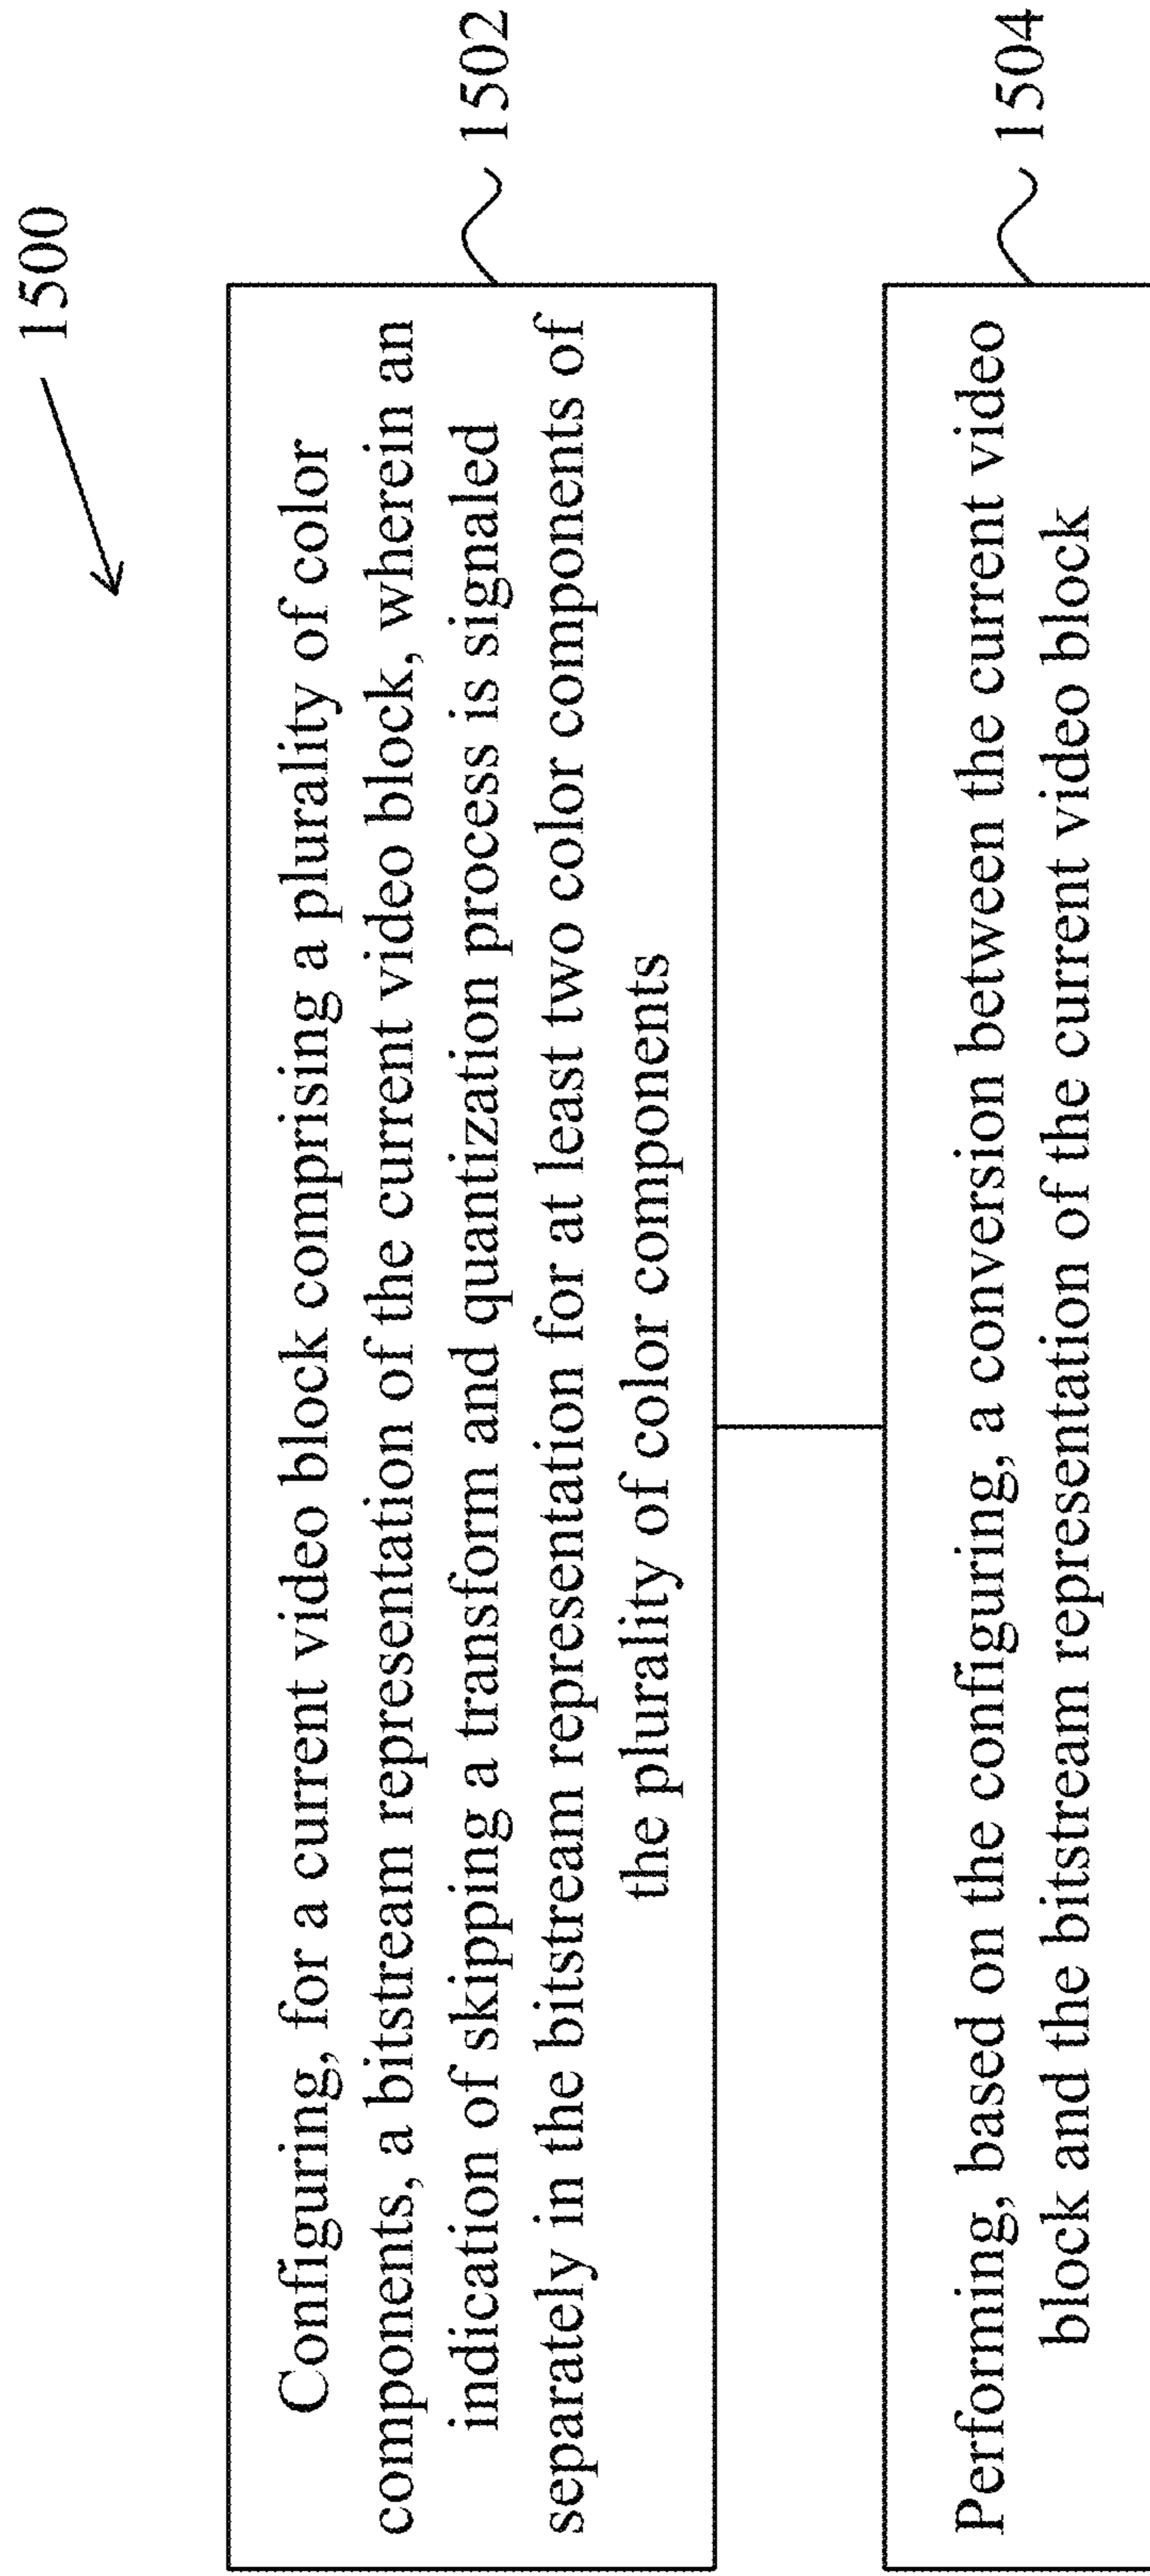 1500
Configuring, for a current video block comprising a plurality of color
components, a bitstream representation of the current video block, wherein an
indication of skipping a transform and quantization process is signaled
separately in the bitstream representation for at least two color components of
the plurality of color components
1502
Performing, based on the configuring, a conversion between the current video
block and the bitstream representation of the current video block
1504